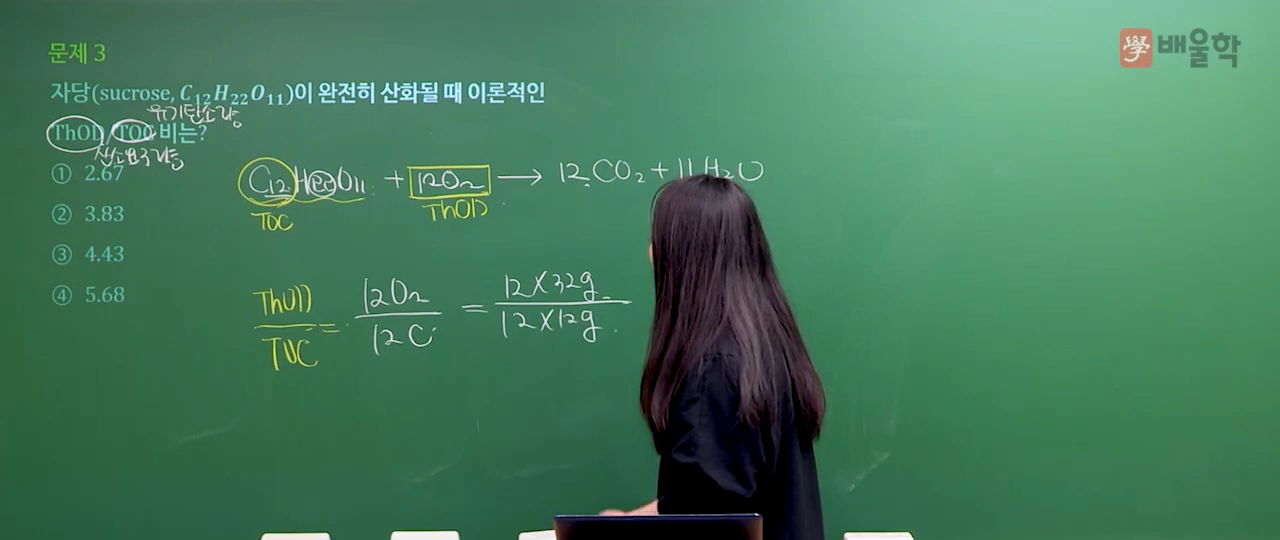 문제 3
學 배울학
자당(sucrose, C₁₂H₂₂O₁₁)이 완전히 산화될 때 이론적인
유기탄소량
ThOD/TOC 비는?
산소요구량
① 2.67
② 3.83
③ 4.43
④ 5.68
C₁₂H₂₂O₁₁ + 12O₂ → 12CO₂ + 11H₂O
TOC ThOD
ThOD/TOC = 12O₂/12C = 12×32g/12×12g